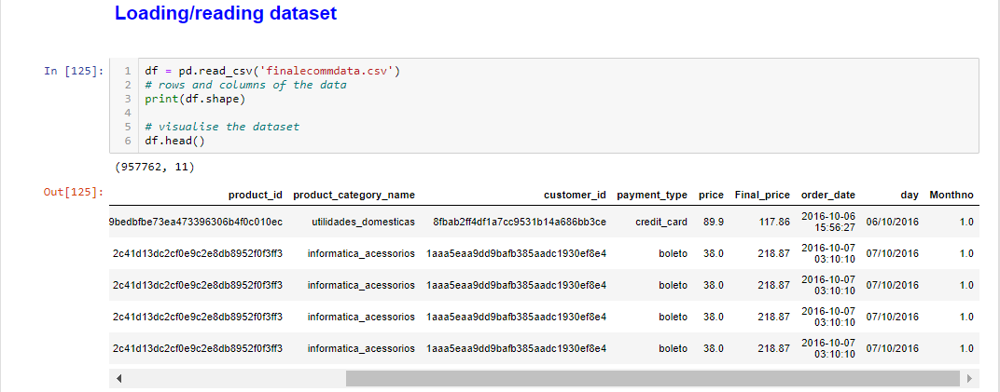 Loading/reading dataset
In [125]:
1 df = pd.read_csv('finalecommdata.csv')
2 # rows and columns of the data
3 print(df.shape)
4
5 # visualise the dataset
6 df.head()
(957762, 11)
Out[125]:
product_id product_category_name customer_id payment_type price Final_price order_date day Monthno
9bedbfbe73ea473396306b4f0c010ec utilidades_domesticas 8fbab2ff4df1a7cc9531b14a686bb3ce credit_card 89.9 117.86 2016-10-06 15:56:27 06/10/2016 1.0
2c41d13dc2cf0e9c2e8db8952f0f3ff3 informatica_acessorios 1aaa5eaa9dd9bafb385aadc1930ef8e4 boleto 38.0 218.87 2016-10-07 03:10:10 07/10/2016 1.0
2c41d13dc2cf0e9c2e8db8952f0f3ff3 informatica_acessorios 1aaa5eaa9dd9bafb385aadc1930ef8e4 boleto 38.0 218.87 2016-10-07 03:10:10 07/10/2016 1.0
2c41d13dc2cf0e9c2e8db8952f0f3ff3 informatica_acessorios 1aaa5eaa9dd9bafb385aadc1930ef8e4 boleto 38.0 218.87 2016-10-07 03:10:10 07/10/2016 1.0
2c41d13dc2cf0e9c2e8db8952f0f3ff3 informatica_acessorios 1aaa5eaa9dd9bafb385aadc1930ef8e4 boleto 38.0 218.87 2016-10-07 03:10:10 07/10/2016 1.0